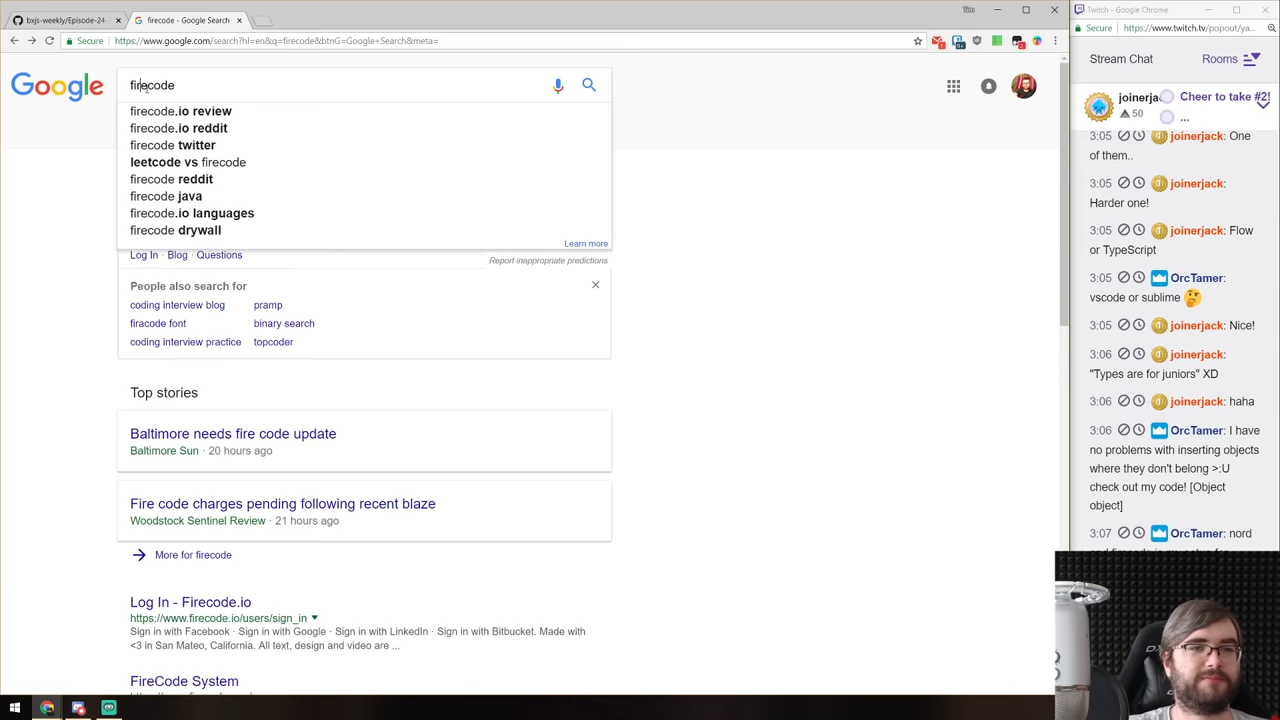 bxjs-weekly/Episode-24-
firecode - Google Search
Tim
Secure
https://www.google.com/search?hl=en&q=firecode&btnG=Google+Search&meta=
Google
firecode
firecode.io review
firecode.io reddit
firecode twitter
leetcode vs firecode
firecode reddit
firecode java
firecode.io languages
firecode drywall
Learn more
Log In · Blog · Questions
Report inappropriate predictions
People also search for
coding interview blog
pramp
firacode font
binary search
coding interview practice
topcoder
Top stories
Baltimore needs fire code update
Baltimore Sun · 20 hours ago
Fire code charges pending following recent blaze
Woodstock Sentinel Review · 21 hours ago
More for firecode
Log In - Firecode.io
https://www.firecode.io/users/sign_in
Sign in with Facebook · Sign in with Google · Sign in with LinkedIn · Sign in with Bitbucket. Made with
<3 in San Mateo, California. All text, design and video are ...
FireCode System
Twitch - Google Chrome
Secure
https://www.twitch.tv/popout/ya...
Stream Chat
Rooms
joinerja
50
Cheer to take #2!
...
3:05 joinerjack: One
of them..
3:05 joinerjack:
Harder one!
3:05 joinerjack: Flow
or TypeScript
3:05 OrcTamer:
vscode or sublime
3:05 joinerjack: Nice!
3:06 joinerjack:
"Types are for juniors" XD
3:06 joinerjack: haha
3:06 OrcTamer: I have
no problems with inserting objects
where they don't belong >:U
check out my code! [Object
object]
3:07 OrcTamer: nord